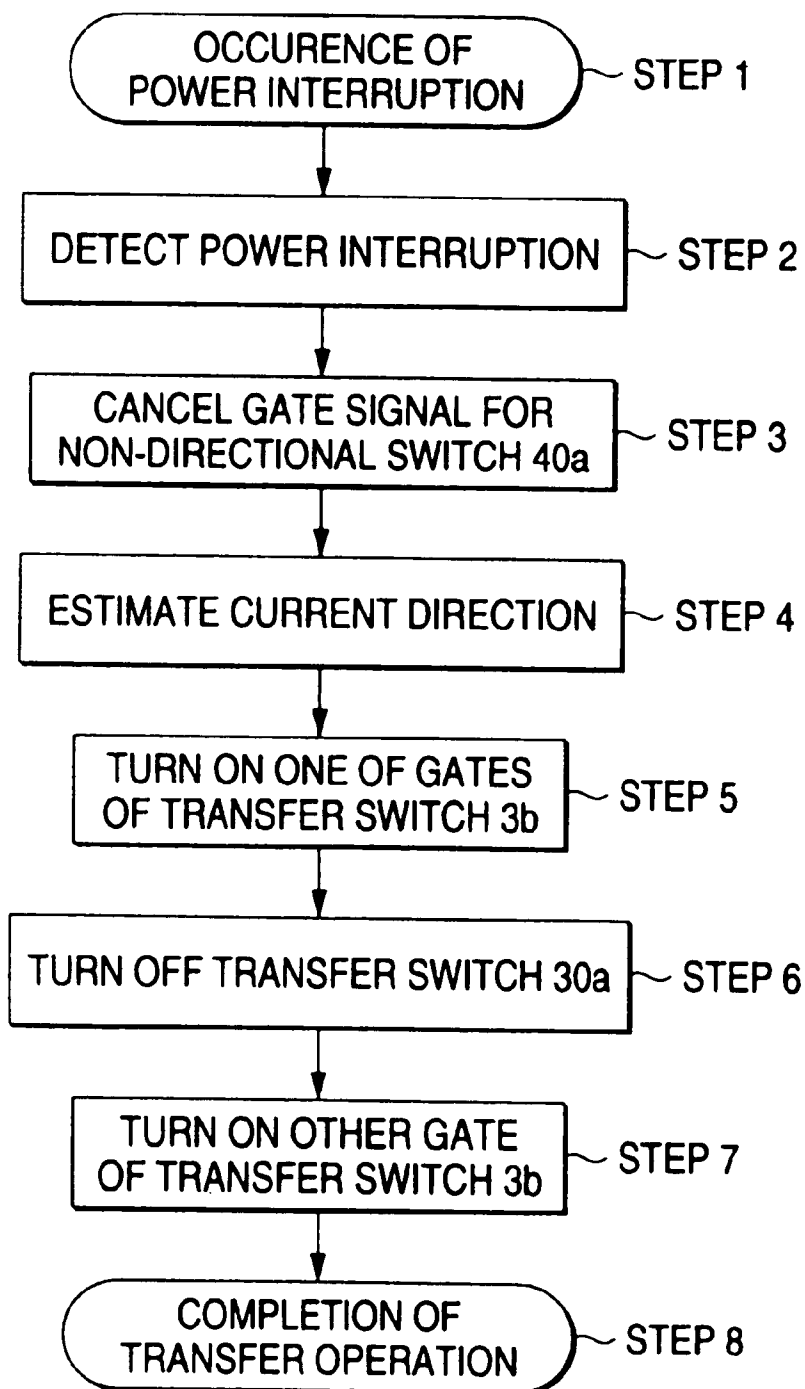 OCCURENCE OF
POWER INTERRUPTION
STEP 1
DETECT POWER INTERRUPTION
STEP 2
CANCEL GATE SIGNAL FOR
NON-DIRECTIONAL SWITCH 40a
STEP 3
ESTIMATE CURRENT DIRECTION
STEP 4
TURN ON ONE OF GATES
OF TRANSFER SWITCH 3b
STEP 5
TURN OFF TRANSFER SWITCH 30a
STEP 6
TURN ON OTHER GATE
OF TRANSFER SWITCH 3b
STEP 7
COMPLETION OF
TRANSFER OPERATION
STEP 8